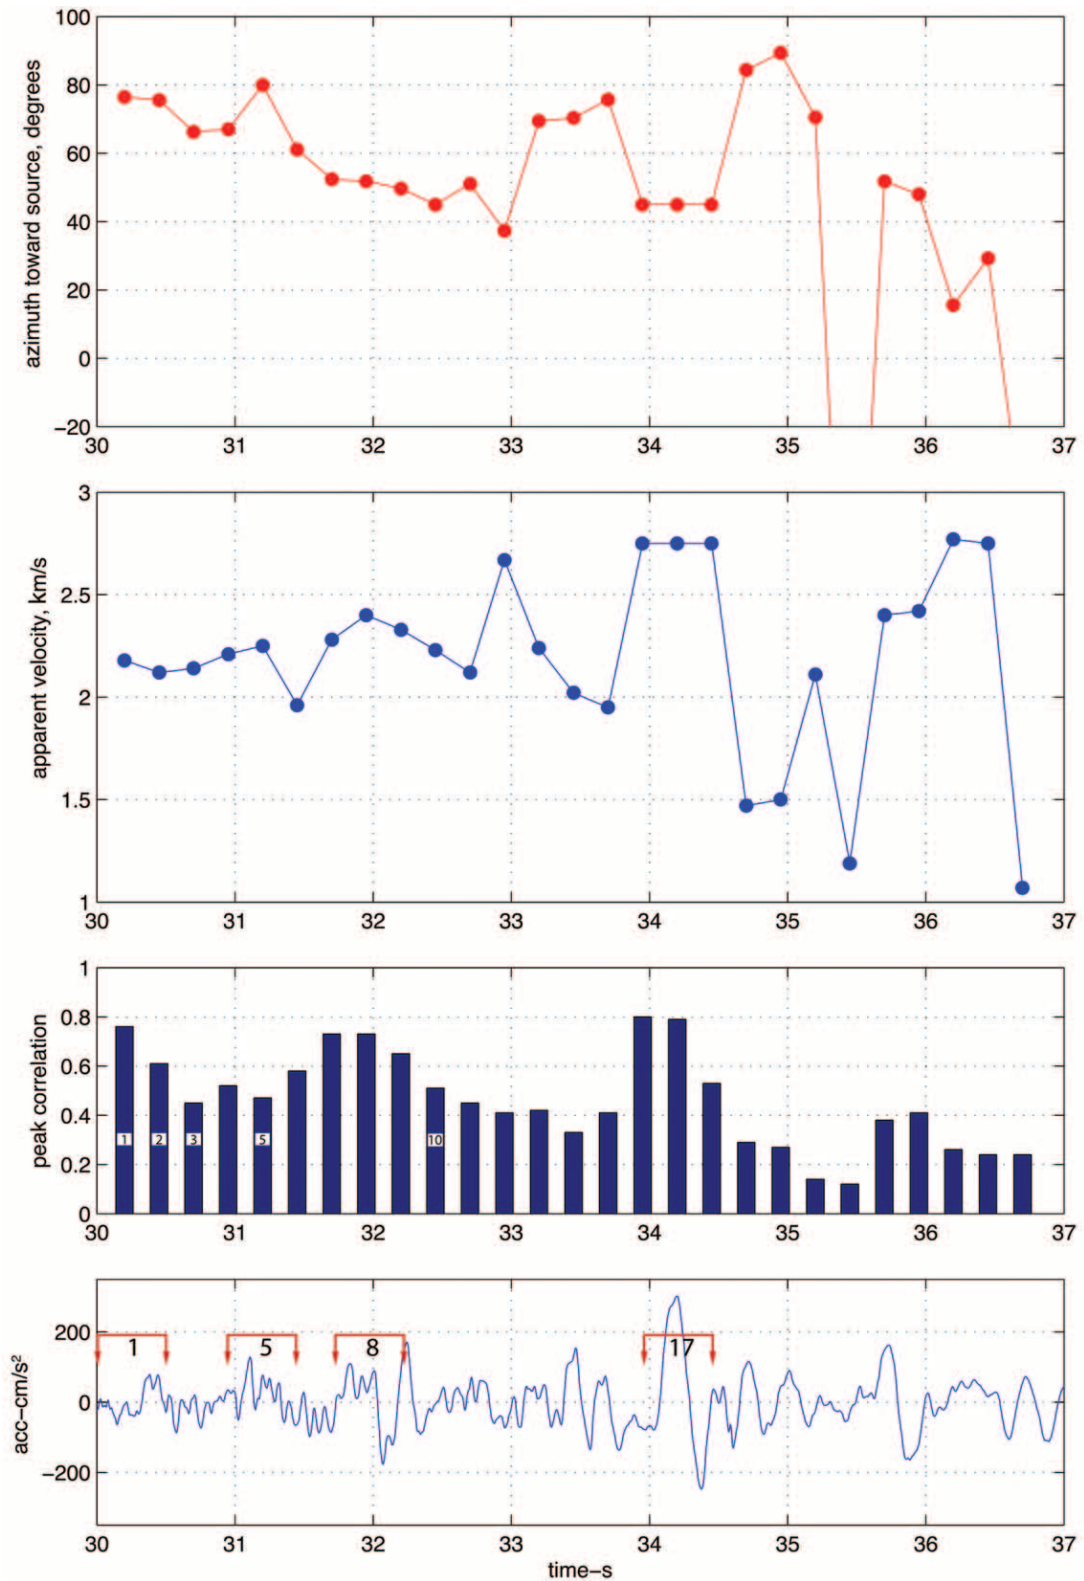 100
80
60
40
20
0
−20
azimuth toward source, degrees
30 31 32 33 34 35 36 37
3
2.5
2
1.5
1
apparent velocity, km/s
30 31 32 33 34 35 36 37
1
0.8
0.6
0.4
0.2
0
peak correlation
1 2 3 5 10
30 31 32 33 34 35 36 37
200
0
−200
acc−cm/s²
1 5 8 17
30 31 32 33 34 35 36 37
time−s